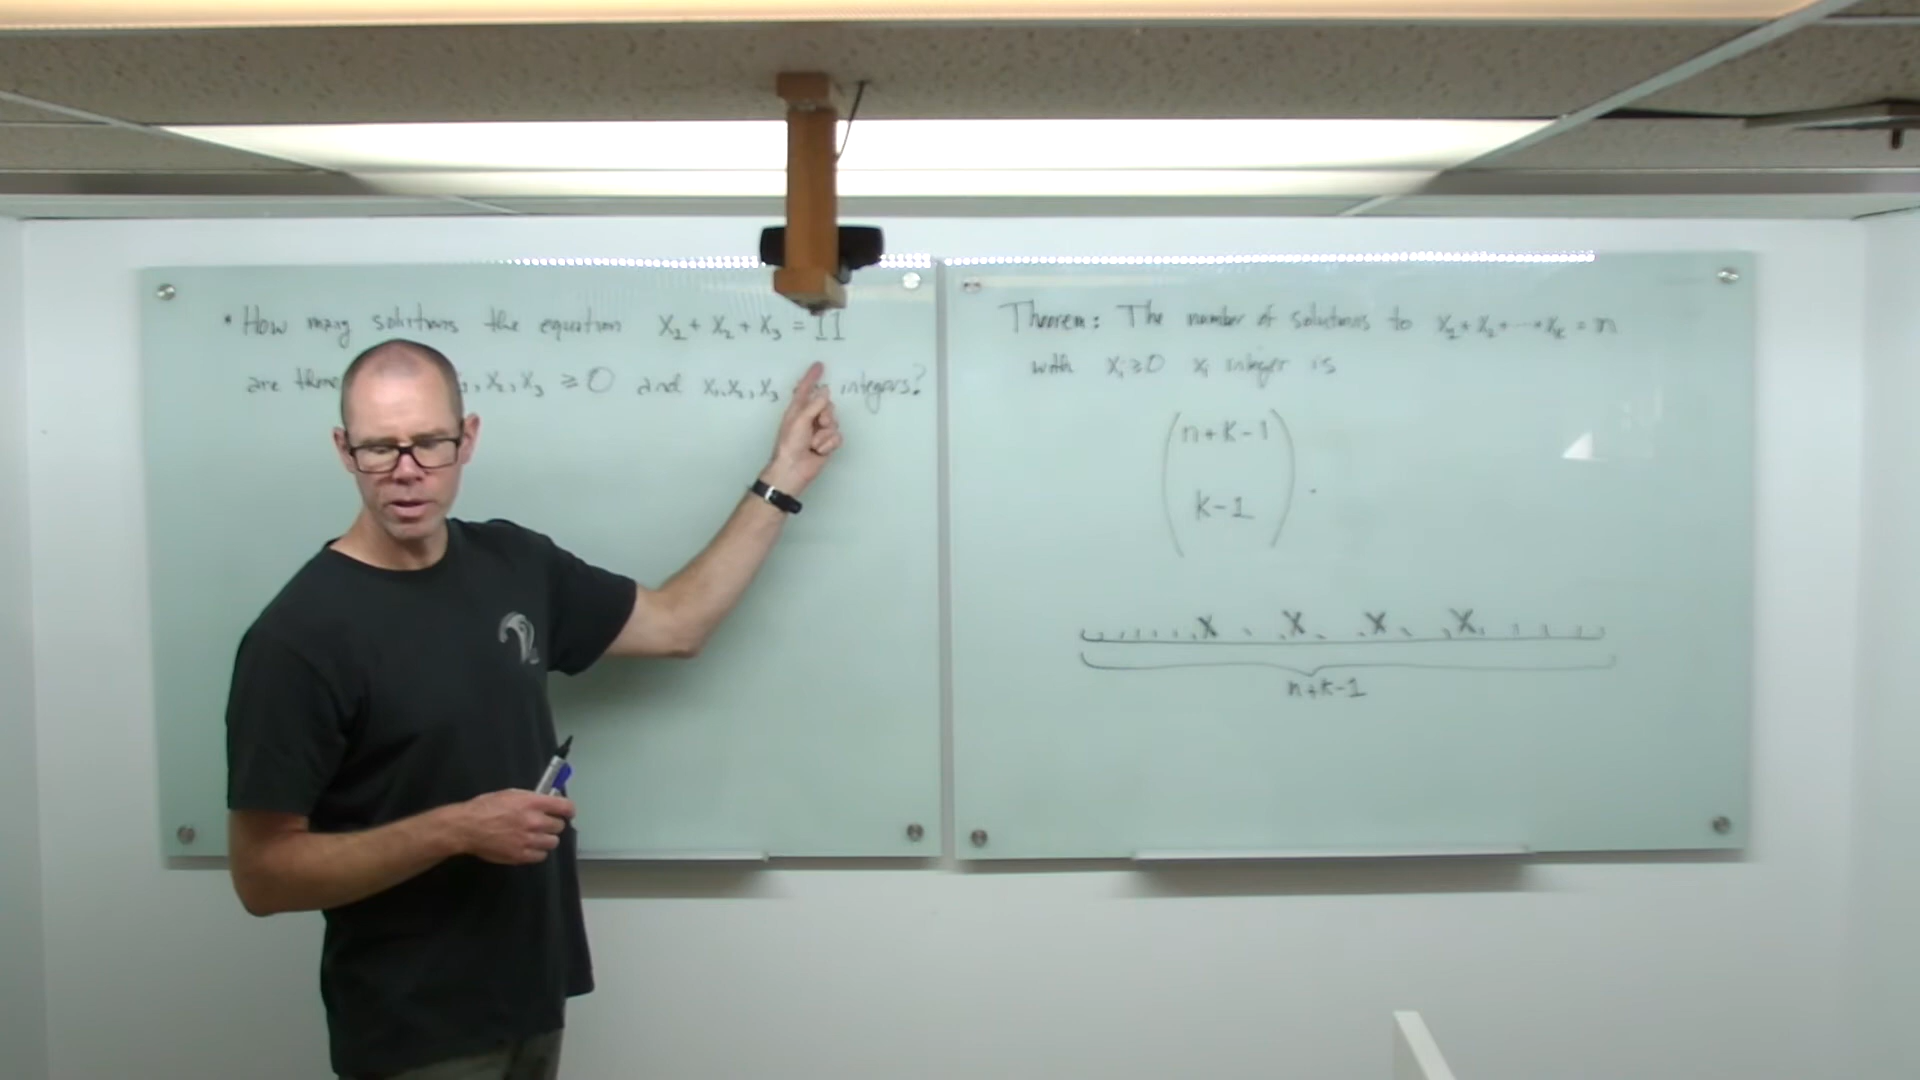 • How many solutions the equation x₁ + x₂ + x₃ = 11
are there x₁, x₂, x₃ ≥ 0 and x₁, x₂, x₃ integers?
Theorem: The number of solutions to x₁ + x₂ + ⋯ + xₖ = n
with xᵢ ≥ 0 xᵢ integer is
(n+k-1
k-1).
x x x x
n+k-1